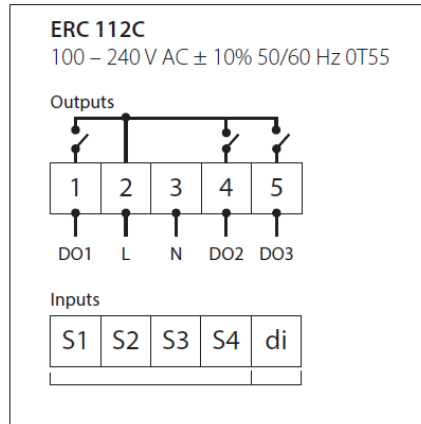 ERC 112C
100 – 240 V AC ± 10% 50/60 Hz 0T55
Outputs
1 2 3 4 5
DO1 L N DO2 DO3
Inputs
S1 S2 S3 S4 di